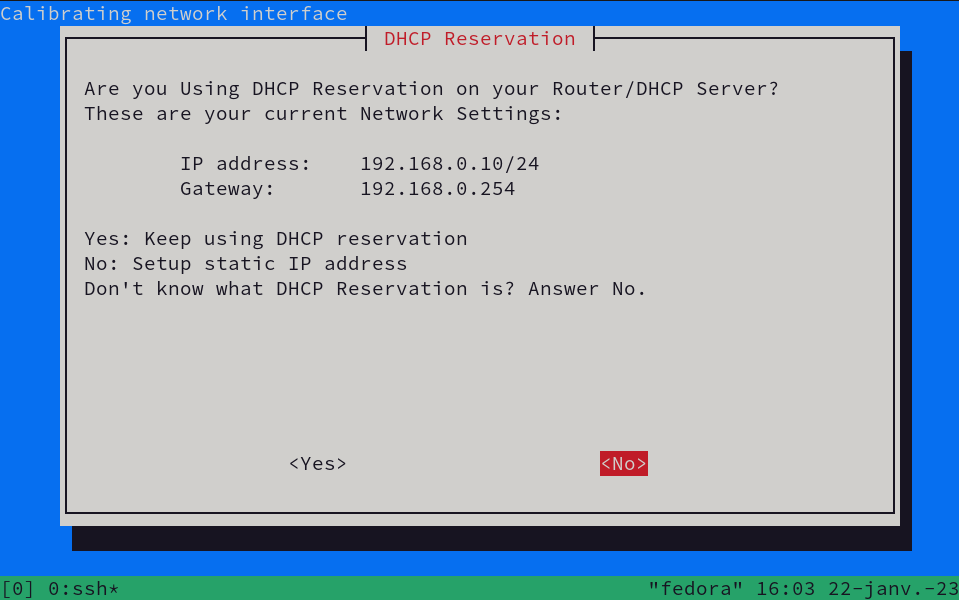 Calibrating network interface
DHCP Reservation
Are you Using DHCP Reservation on your Router/DHCP Server?
These are your current Network Settings:
IP address:    192.168.0.10/24
Gateway:       192.168.0.254
Yes: Keep using DHCP reservation
No: Setup static IP address
Don't know what DHCP Reservation is? Answer No.
<Yes>                     <No>
[0] 0:ssh*                     "fedora" 16:03 22-janv.-23